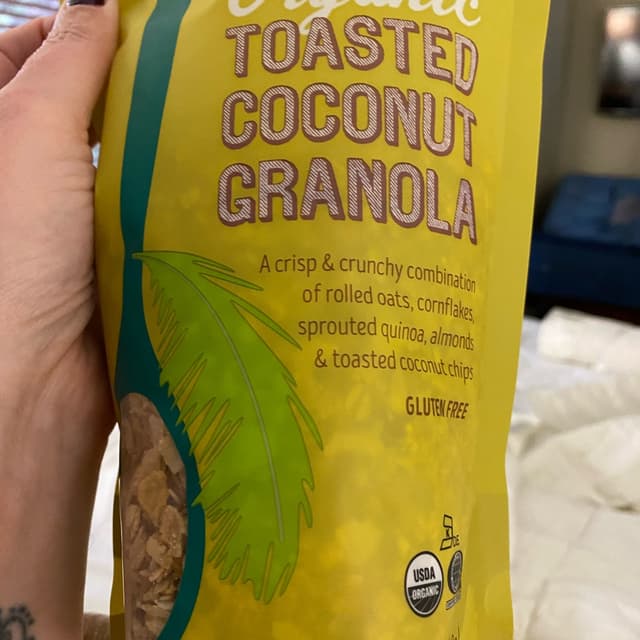 Organic
TOASTED
COCONUT
GRANOLA
A crisp & crunchy combination
of rolled oats, cornflakes,
sprouted quinoa, almonds
& toasted coconut chips
GLUTEN FREE
USDA
ORGANIC